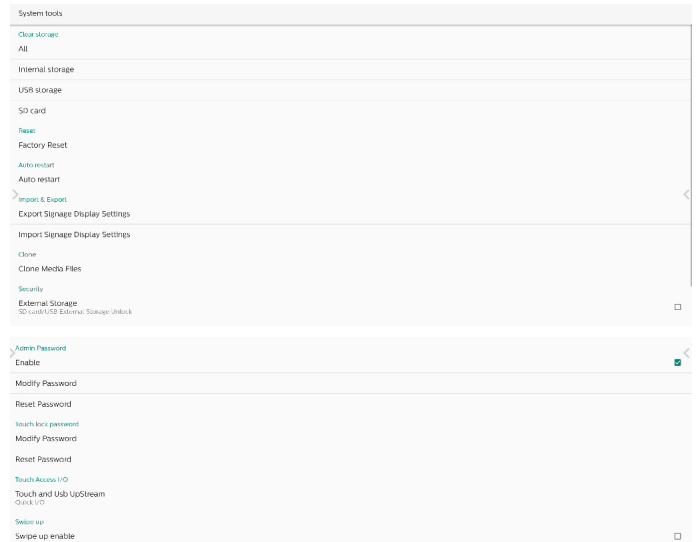 System tools
Clear storage
All
Internal storage
USB storage
SD card
Reset
Factory Reset
Auto restart
Auto restart
Import & Export
Export Signage Display Settings
Import Signage Display Settings
Clone
Clone Media Files
Security
External Storage
SD card/USB External Storage Unlock
Admin Password
Enable
Modify Password
Reset Password
Touch lock password
Modify Password
Reset Password
Touch Access I/O
Touch and Usb UpStream
Quick I/O
Swipe up
Swipe up enable